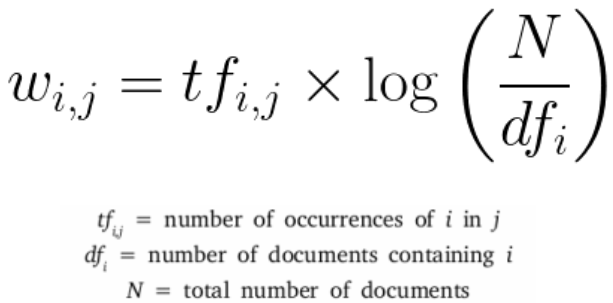 w_{i,j} = tf_{i,j} × log ( N / df_i )
tf_{i,j} = number of occurrences of i in j
df_i = number of documents containing i
N = total number of documents